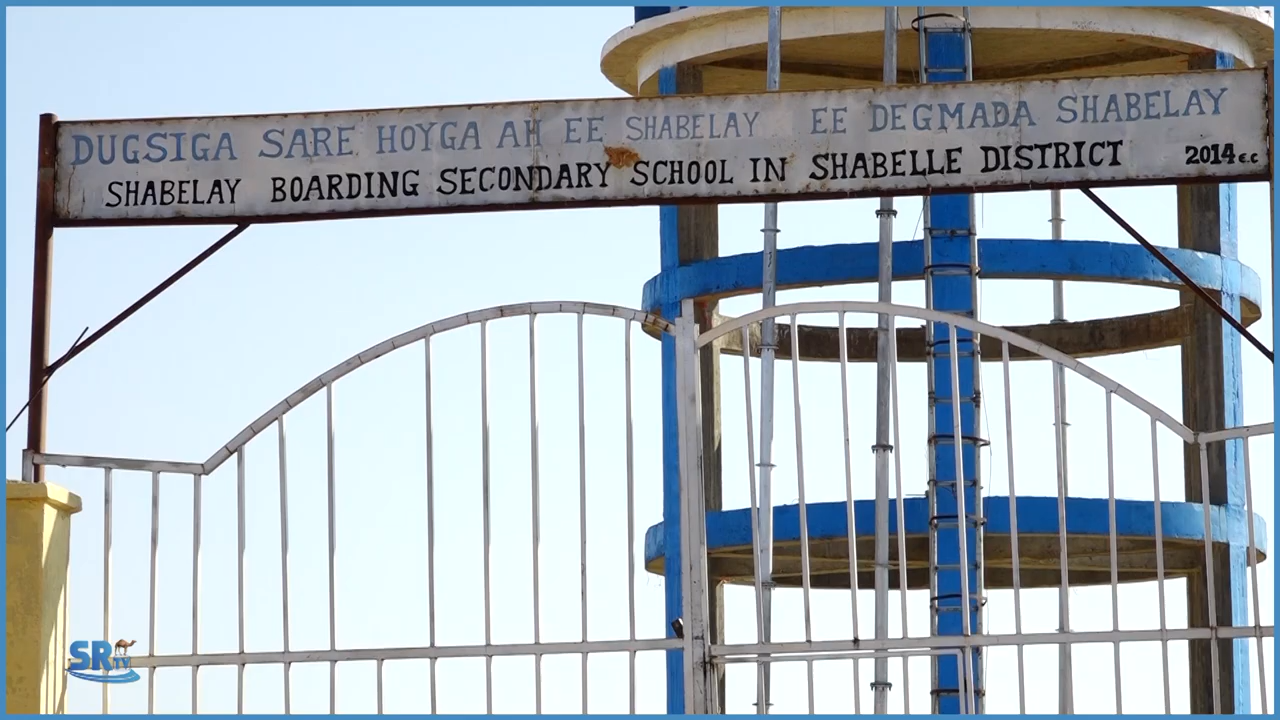 DUGSIGA SARE HOYGA AH EE SHABELAY EE DEGMADA SHABELAY
SHABELAY BOARDING SECONDARY SCHOOL IN SHABELLE DISTRICT 2014 E.C
SRTV